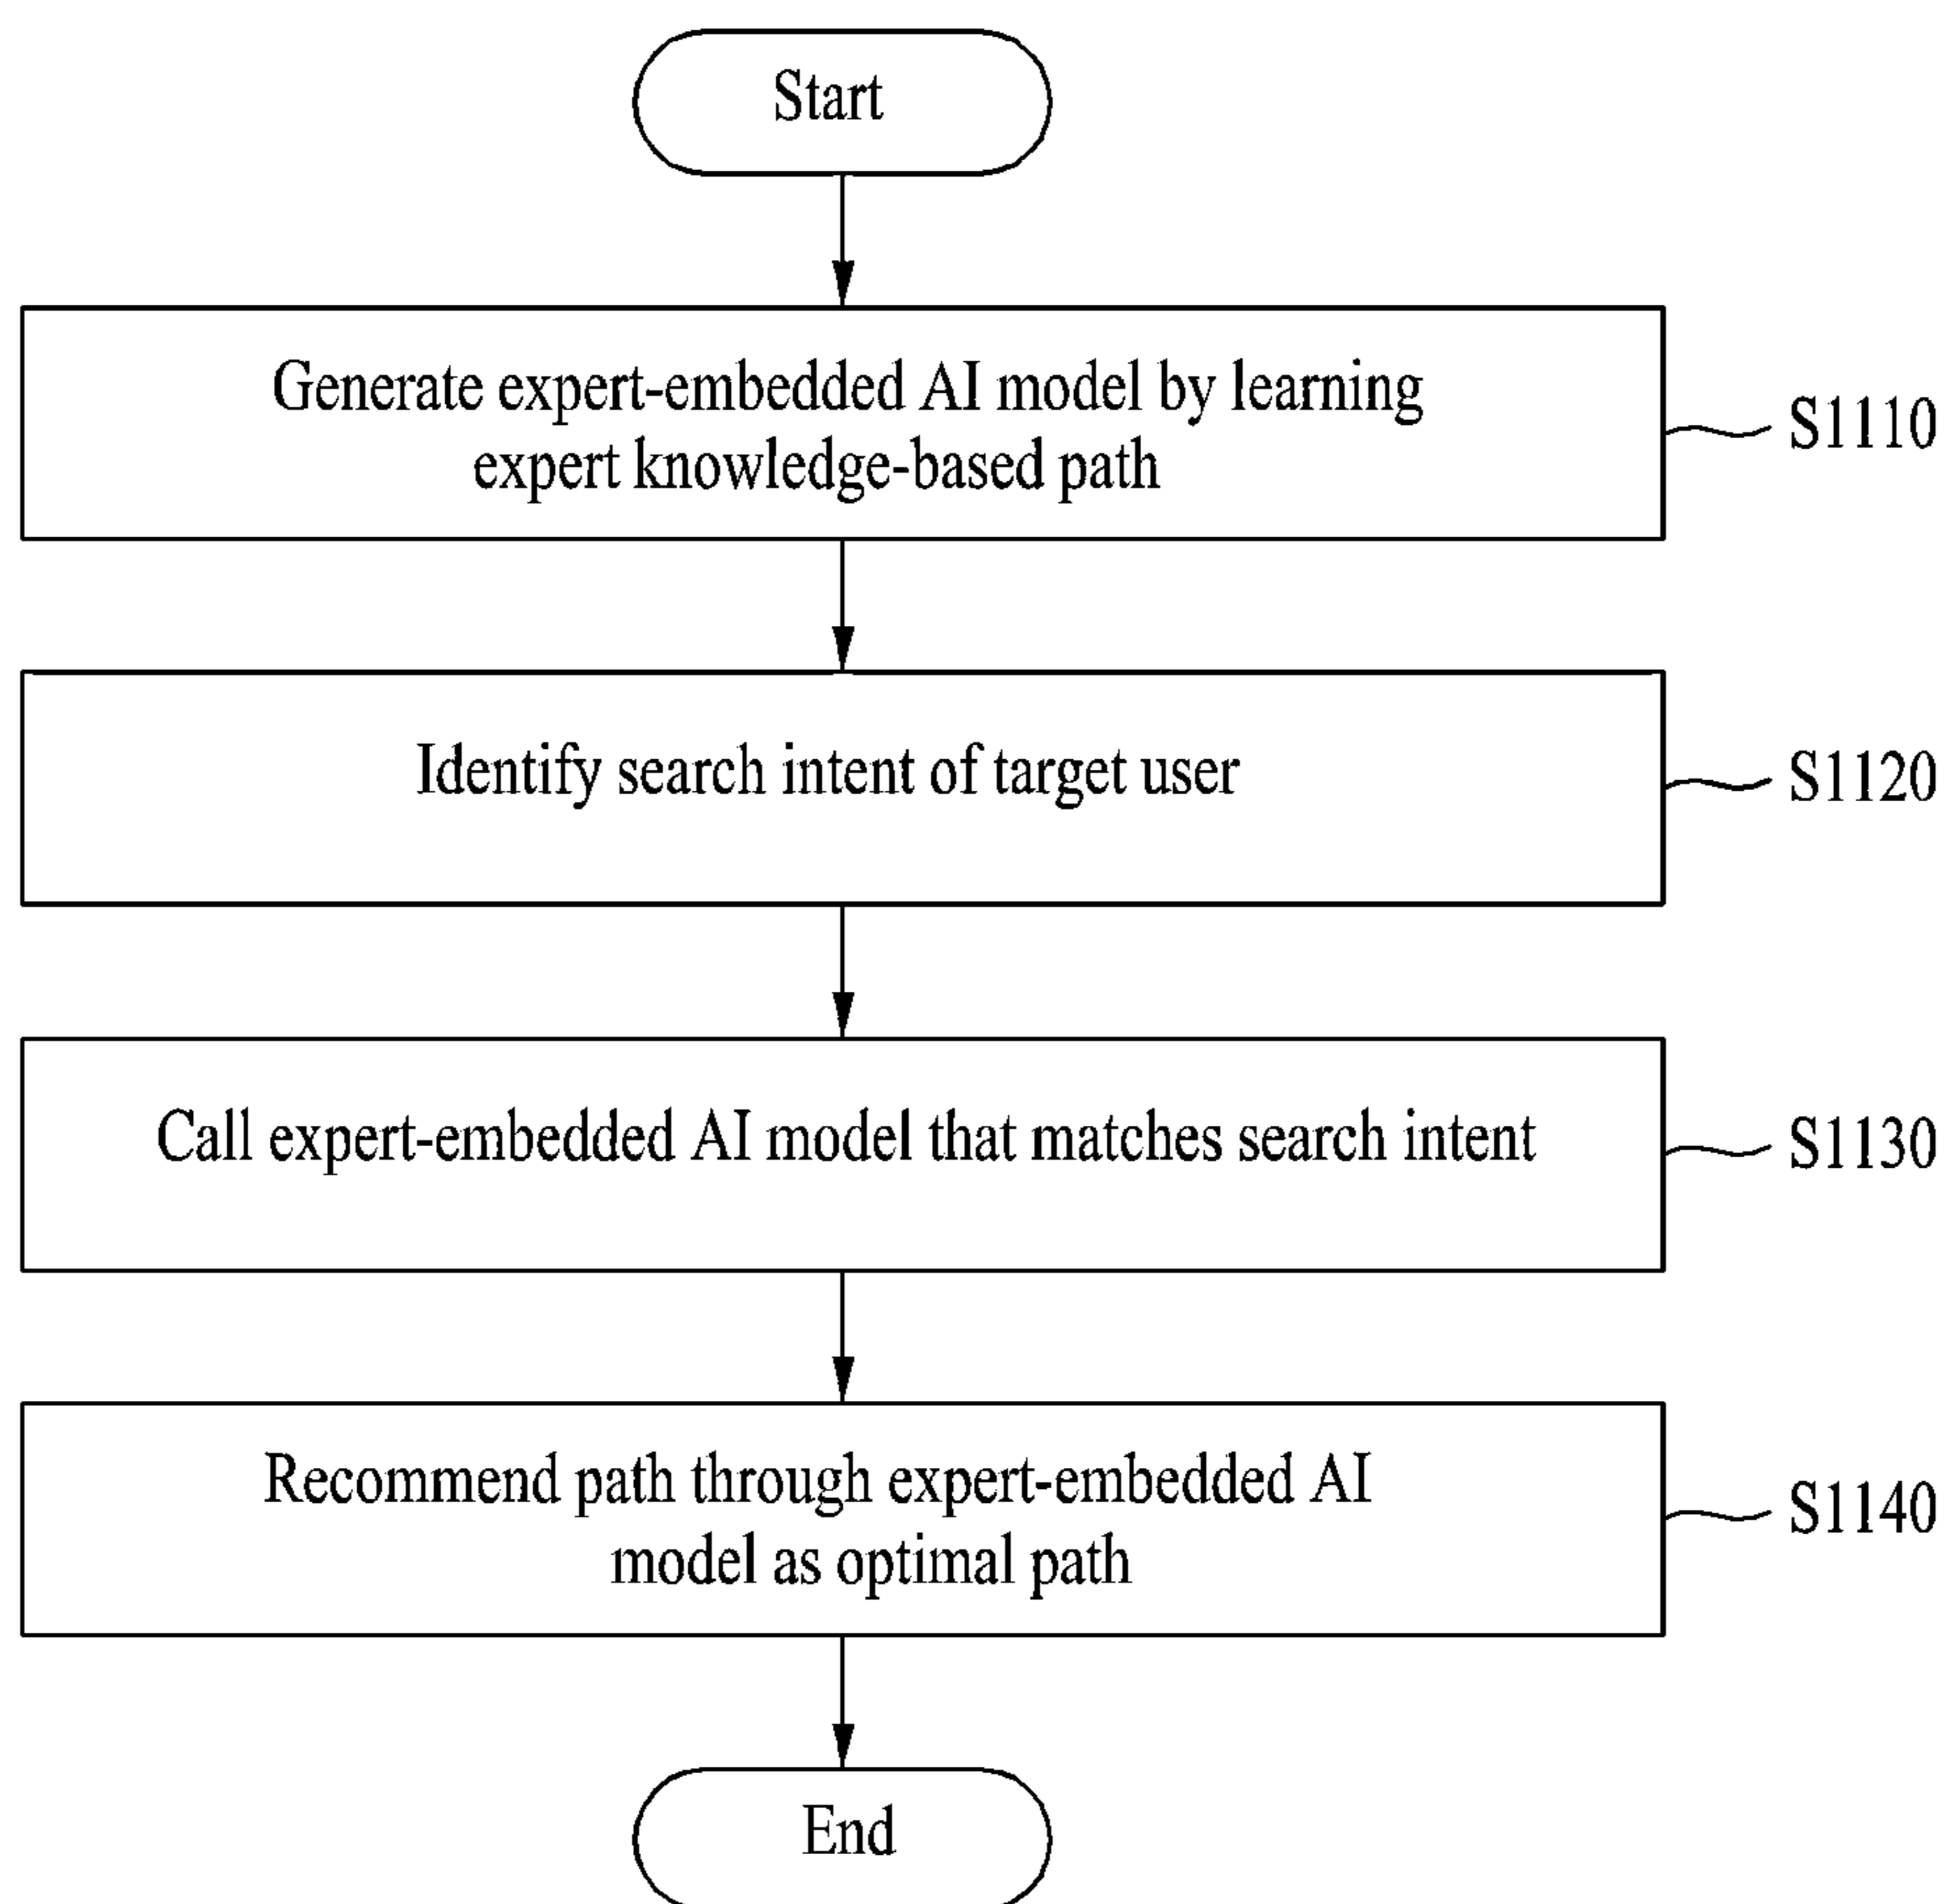 Start
Generate expert-embedded AI model by learning
expert knowledge-based path
S1110
Identify search intent of target user
S1120
Call expert-embedded AI model that matches search intent
S1130
Recommend path through expert-embedded AI
model as optimal path
S1140
End